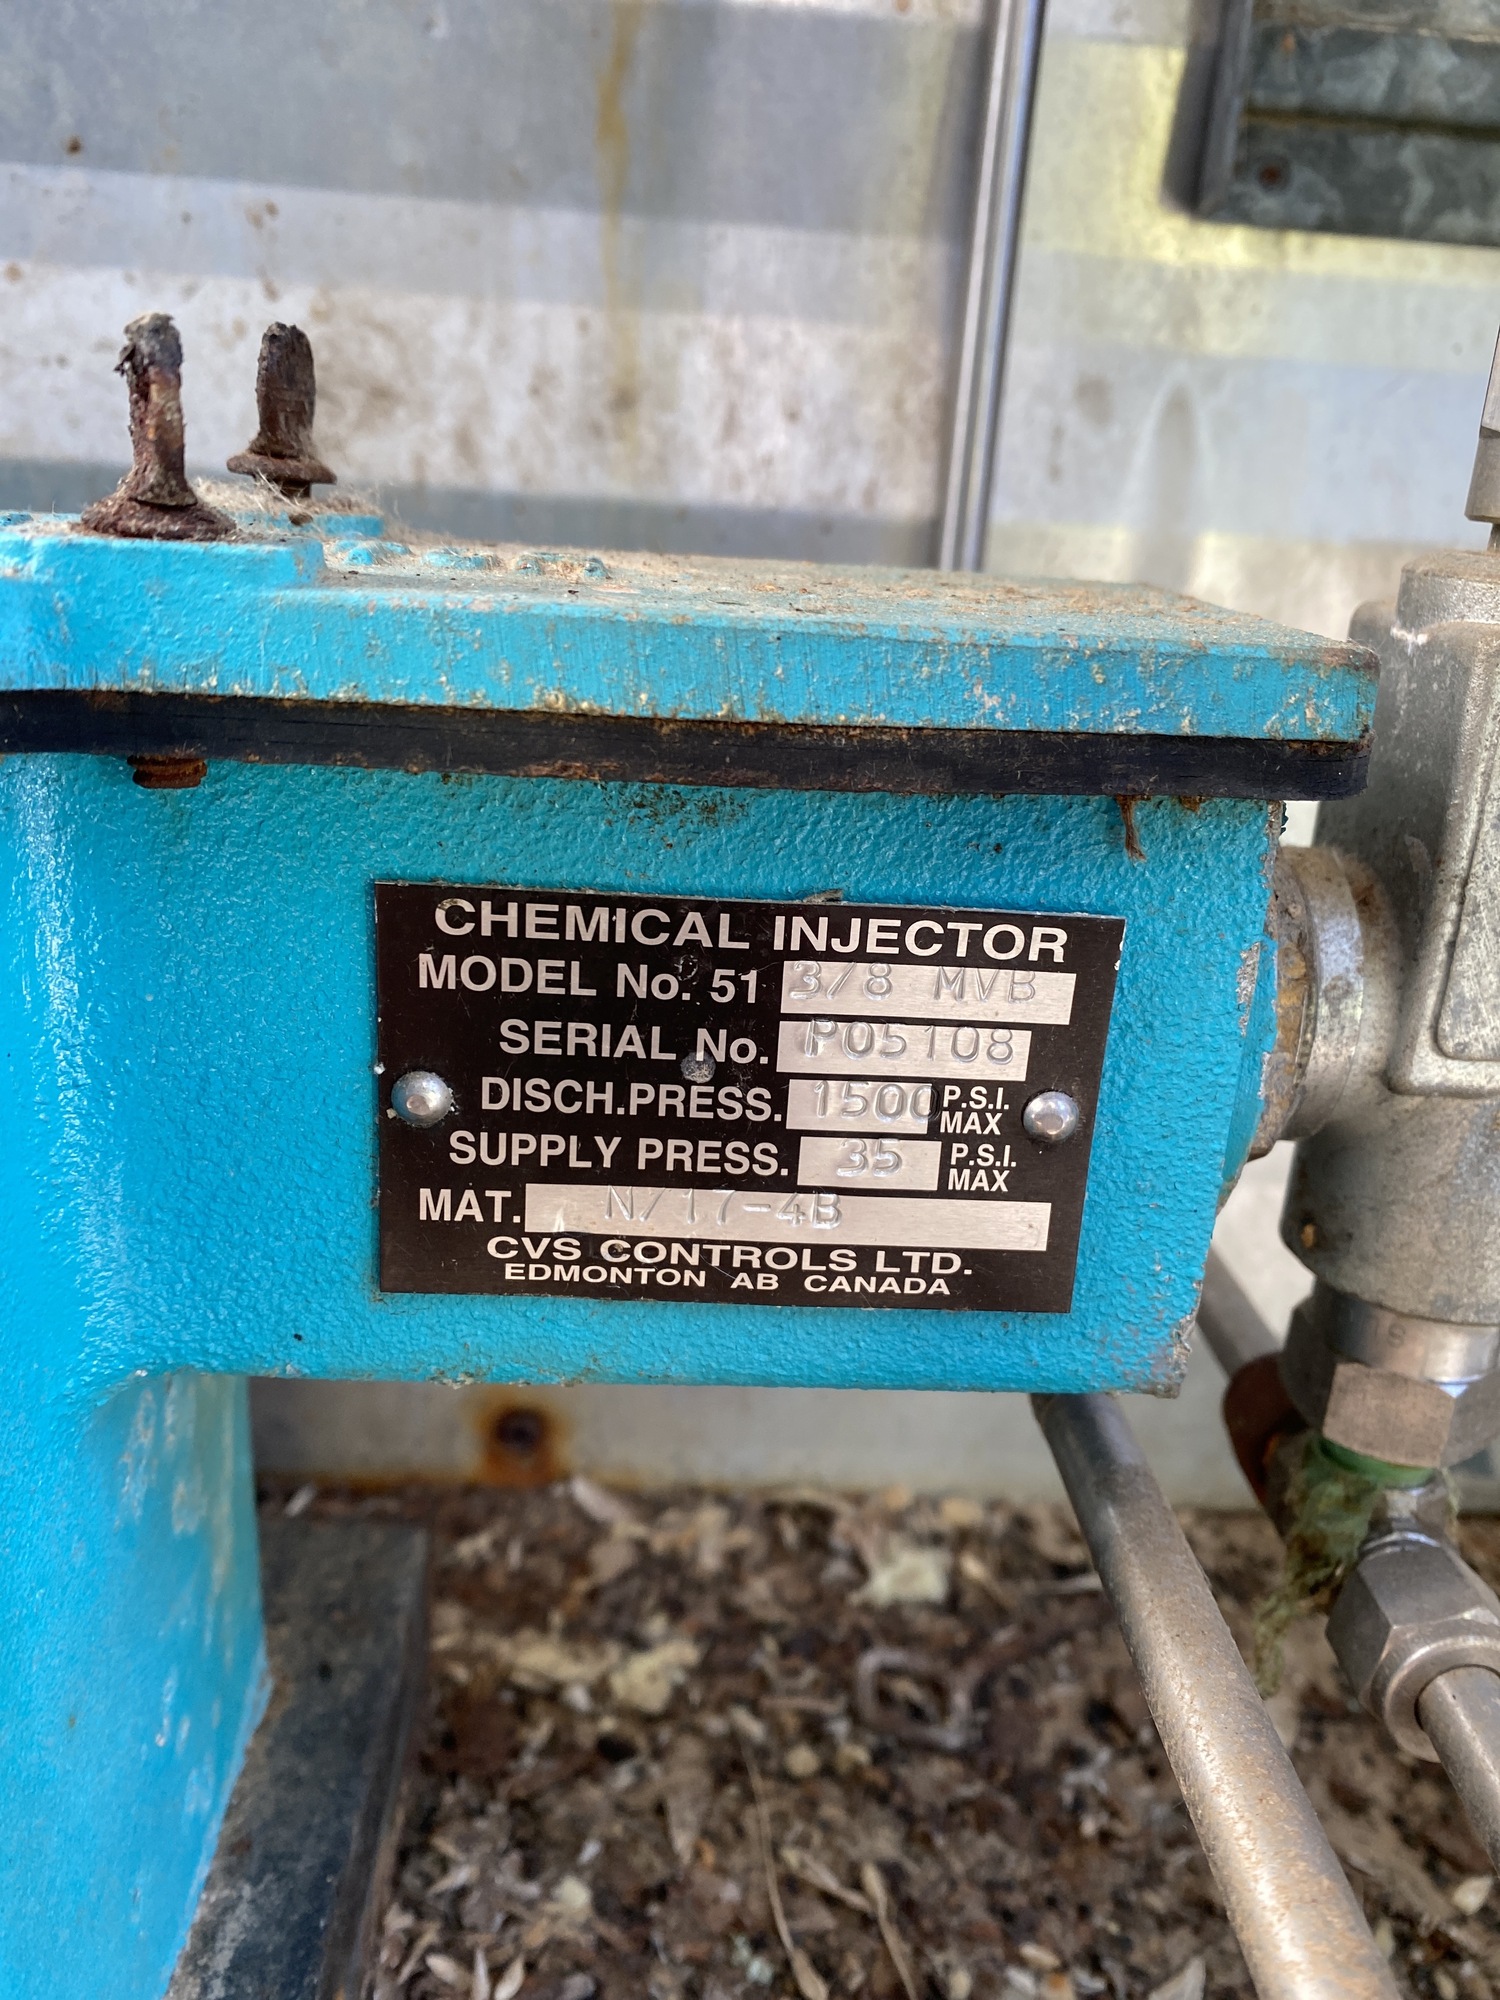 CHEMICAL INJECTOR
MODEL No. 51 3/8 MVB
SERIAL No. P05108
DISCH.PRESS. 1500 P.S.I. MAX
SUPPLY PRESS. 35 P.S.I. MAX
MAT. N/17-4B
CVS CONTROLS LTD.
EDMONTON AB CANADA